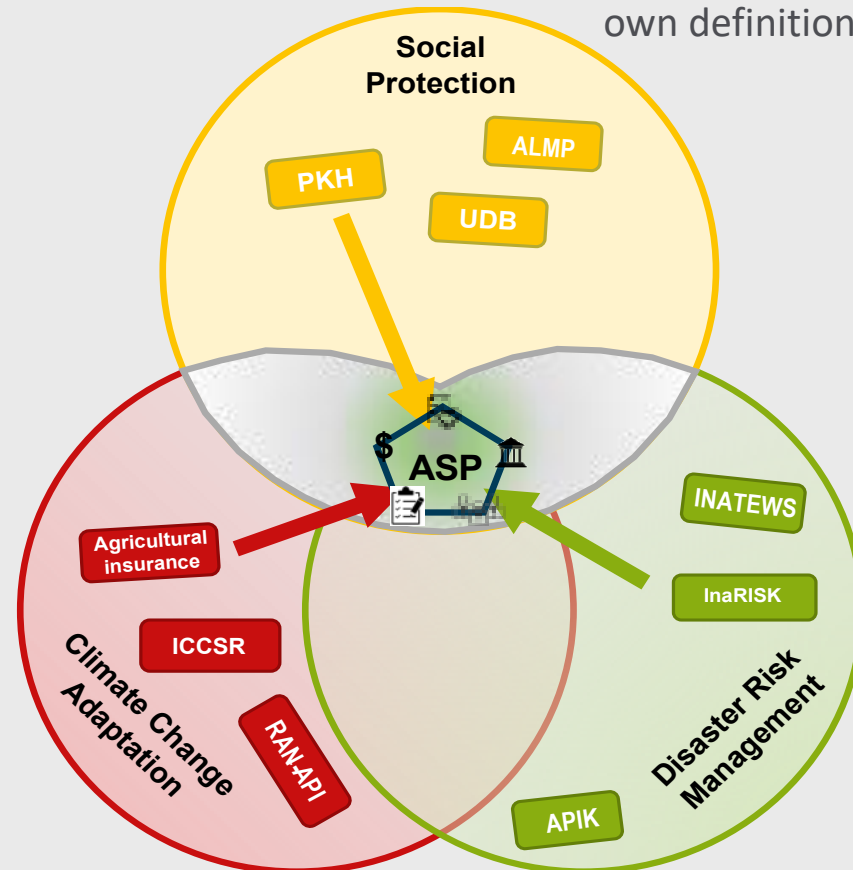 own definition
Social
Protection
ALMP
PKH
UDB
$
ASP
INATEWS
Agricultural
insurance
InaRISK
ICCSR
Climate Change
Adaptation
RAN-API
Disaster Risk
Management
APIK